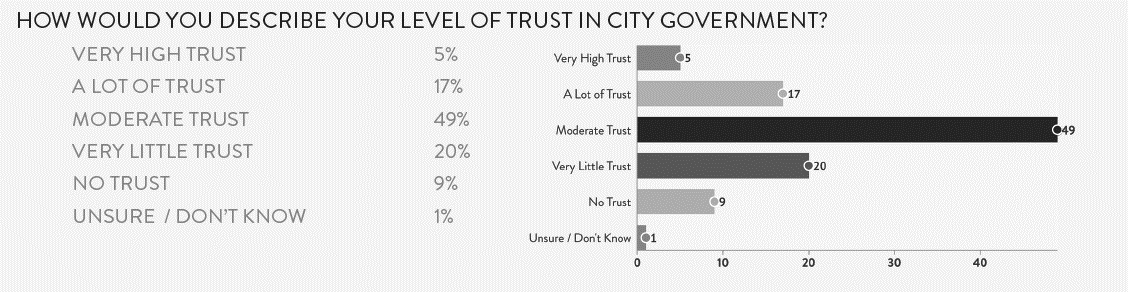 HOW WOULD YOU DESCRIBE YOUR LEVEL OF TRUST IN CITY GOVERNMENT?
VERY HIGH TRUST 5%
A LOT OF TRUST 17%
MODERATE TRUST 49%
VERY LITTLE TRUST 20%
NO TRUST 9%
UNSURE / DON'T KNOW 1%
Very High Trust 5
A Lot of Trust 17
Moderate Trust 49
Very Little Trust 20
No Trust 9
Unsure / Don't Know 1
0 10 20 30 40